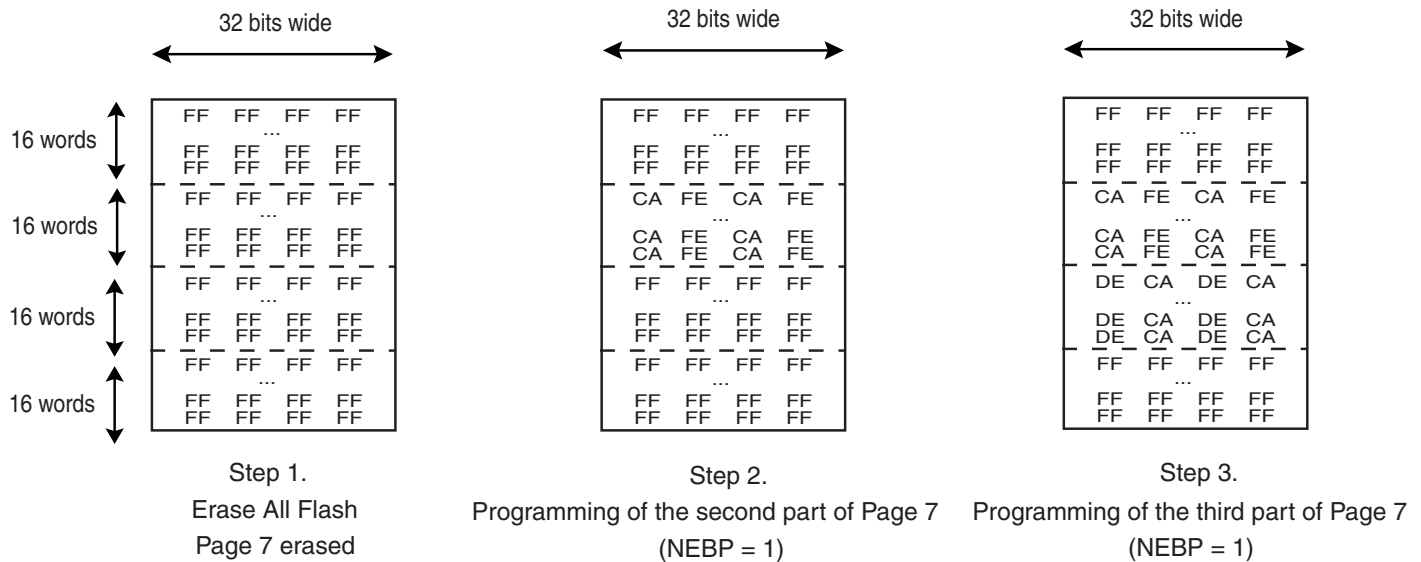 32 bits wide
16 words
FF FF FF FF
...
FF FF FF FF
FF FF FF FF
16 words
FF FF FF FF
...
FF FF FF FF
FF FF FF FF
16 words
FF FF FF FF
...
FF FF FF FF
FF FF FF FF
16 words
FF FF FF FF
...
FF FF FF FF
FF FF FF FF
Step 1.
Erase All Flash
Page 7 erased
32 bits wide
FF FF FF FF
...
FF FF FF FF
FF FF FF FF
CA FE CA FE
...
CA FE CA FE
CA FE CA FE
FF FF FF FF
...
FF FF FF FF
FF FF FF FF
FF FF FF FF
...
FF FF FF FF
FF FF FF FF
Step 2.
Programming of the second part of Page 7
(NEBP = 1)
32 bits wide
FF FF FF FF
...
FF FF FF FF
FF FF FF FF
CA FE CA FE
...
CA FE CA FE
CA FE CA FE
DE CA DE CA
...
DE CA DE CA
DE CA DE CA
FF FF FF FF
...
FF FF FF FF
FF FF FF FF
Step 3.
Programming of the third part of Page 7
(NEBP = 1)